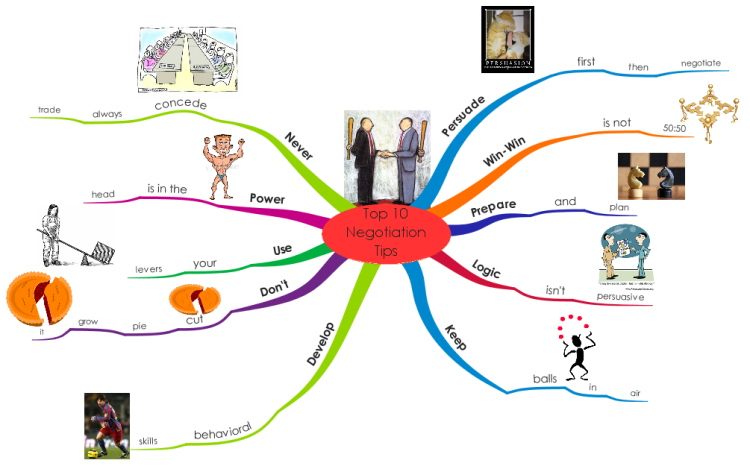 Top 10
Negotiation
Tips
Persuade first then negotiate
Win-Win is not 50:50
Prepare and plan
Logic isn't persuasive
Keep balls in air
Develop behavioral skills
Don't cut pie grow it
Use your levers
Power is in the head
Never concede always trade
PERSUASION